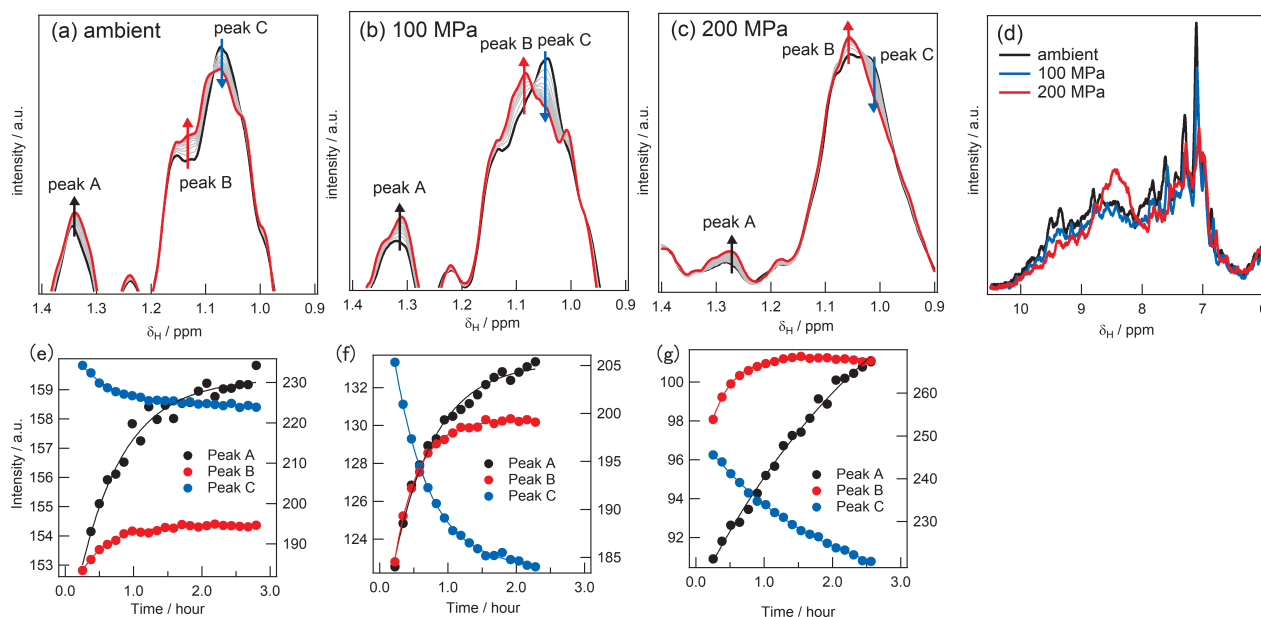 (a) ambient
peak C
peak A
peak B
intensity / a.u.
1.4 1.3 1.2 1.1 1.0 0.9
δH / ppm
(b) 100 MPa
peak B
peak C
peak A
intensity / a.u.
1.4 1.3 1.2 1.1 1.0 0.9
δH / ppm
(c) 200 MPa
peak B
peak C
peak A
intensity / a.u.
1.4 1.3 1.2 1.1 1.0 0.9
δH / ppm
(d)
ambient
100 MPa
200 MPa
intensity / a.u.
10 9 8 7 6
δH / ppm
(e)
159
158
157
156
155
154
153
Intensity / a.u.
230
220
215
210
200
195
190
Peak A
Peak B
Peak C
0.0 1.0 2.0 3.0
Time / hour
(f)
132
130
128
126
124
205
200
195
190
185
180
Peak A
Peak B
Peak C
0.0 1.0 2.0 3.0
Time / hour
(g)
100
98
96
94
92
260
250
240
230
Peak A
Peak B
Peak C
0.0 1.0 2.0 3.0
Time / hour